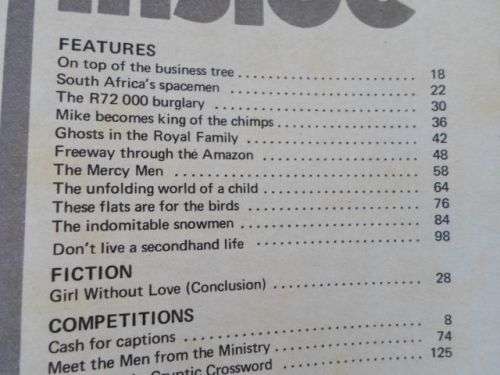 Inside
FEATURES
On top of the business tree 18
South Africa's spacemen 22
The R72 000 burglary 30
Mike becomes king of the chimps 36
Ghosts in the Royal Family 42
Freeway through the Amazon 48
The Mercy Men 58
The unfolding world of a child 64
These flats are for the birds 76
The indomitable snowmen 84
Don't live a secondhand life 98
FICTION
Girl Without Love (Conclusion) 28
COMPETITIONS
Cash for captions 8
Meet the Men from the Ministry 74
Cryptic Crossword 125